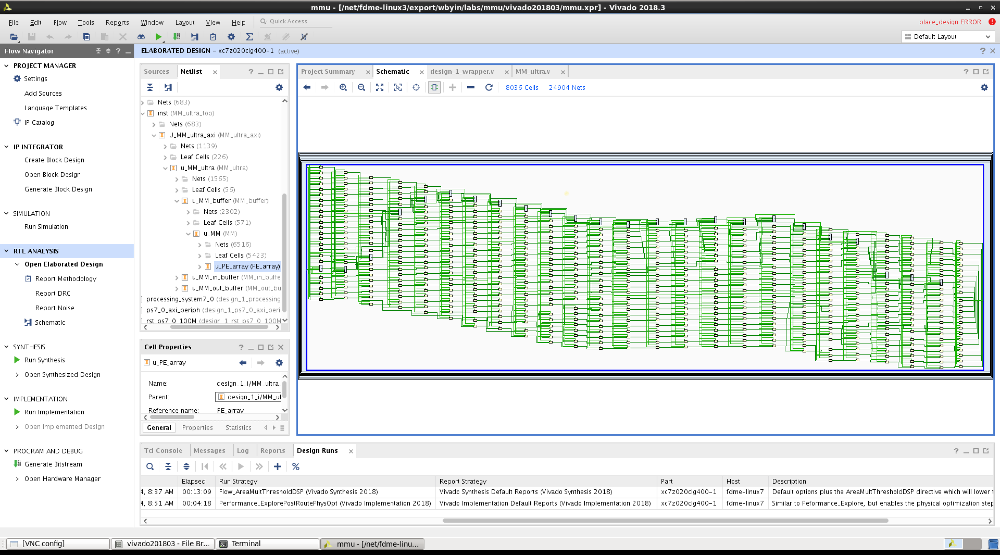 mmu - [/net/fdme-linux3/export/wbyin/labs/mmu/vivado201803/mmu.xpr] - Vivado 2018.3
File Edit Flow Tools Reports Window Layout View Help Quick Access
place_design ERROR
Default Layout
Flow Navigator
PROJECT MANAGER
Settings
Add Sources
Language Templates
IP Catalog
IP INTEGRATOR
Create Block Design
Open Block Design
Generate Block Design
SIMULATION
Run Simulation
RTL ANALYSIS
Open Elaborated Design
Report Methodology
Report DRC
Report Noise
Schematic
SYNTHESIS
Run Synthesis
Open Synthesized Design
IMPLEMENTATION
Run Implementation
Open Implemented Design
PROGRAM AND DEBUG
Generate Bitstream
Open Hardware Manager
ELABORATED DESIGN - xc7z020clg400-1 (active)
Sources Netlist
Nets (683)
inst (MM_ultra_top)
Nets (683)
U_MM_ultra_axi (MM_ultra_axi)
Nets (1139)
Leaf Cells (226)
u_MM_ultra (MM_ultra)
Nets (1565)
Leaf Cells (56)
u_MM_buffer (MM_buffer)
Nets (2302)
Leaf Cells (571)
u_MM (MM)
Nets (6516)
Leaf Cells (5423)
u_PE_array (PE_array)
u_MM_in_buffer (MM_in_buffe
u_MM_out_buffer (MM_out_bu
processing_system7_0 (design_1_processing
ps7_0_axi_periph (design_1_ps7_0_axi_peri
rst_ps7_0_100M (design_1_rst_ps7_0_100M
Cell Properties
u_PE_array
Name: design_1_i/MM_ultra_
Parent: design_1_i/MM_ul
Reference name: PE_array
General Properties Statistics
Project Summary Schematic design_1_wrapper.v MM_ultra.v
8036 Cells 24904 Nets
Tcl Console Messages Log Reports Design Runs
Elapsed Run Strategy Report Strategy Part Host Description
4, 8:37 AM 00:13:09 Flow_AreaMultThresholdDSP (Vivado Synthesis 2018) Vivado Synthesis Default Reports (Vivado Synthesis 2018) xc7z020clg400-1 fdme-linux7 Default options plus the AreaMultThresholdDSP directive which will lower t
4, 8:51 AM 00:04:18 Performance_ExplorePostRoutePhysOpt (Vivado Implementation 2018) Vivado Implementation Default Reports (Vivado Implementation 2018) xc7z020clg400-1 fdme-linux7 Similar to Peformance_Explore, but enables the physical optimization step
[VNC config] vivado201803 - File Br... Terminal mmu - [/net/fdme-linu...